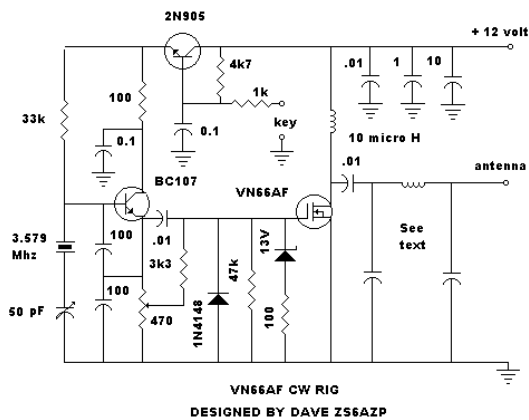 2N905
+ 12 volt
4k7
.01
1
10
100
1k
33k
key
0.1
10 micro H
0.1
.01
antenna
BC107
VN66AF
3.579
Mhz
100
.01
13V
See
text
3k3
47k
50 pF
100
470
1N4148
100
VN66AF CW RIG
DESIGNED BY DAVE ZS6AZP